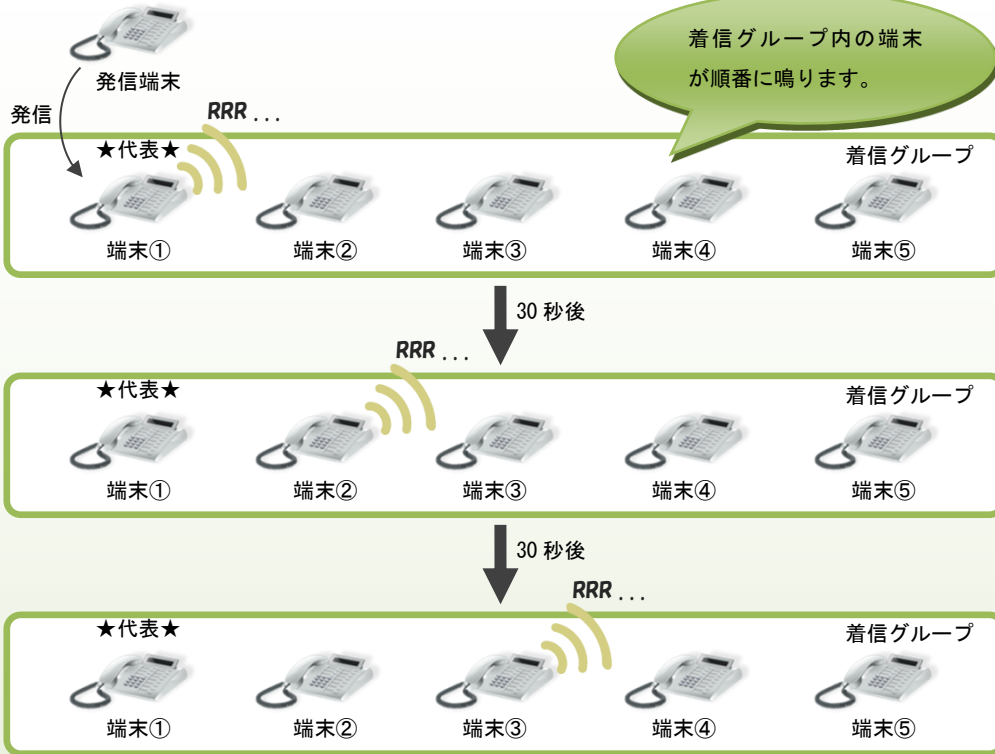 着信グループ内の端末
が順番に鳴ります。
発信端末
発信
RRR ...
★代表★
着信グループ
端末①
端末②
端末③
端末④
端末⑤
30 秒後
RRR ...
★代表★
着信グループ
端末①
端末②
端末③
端末④
端末⑤
30 秒後
RRR ...
★代表★
着信グループ
端末①
端末②
端末③
端末④
端末⑤